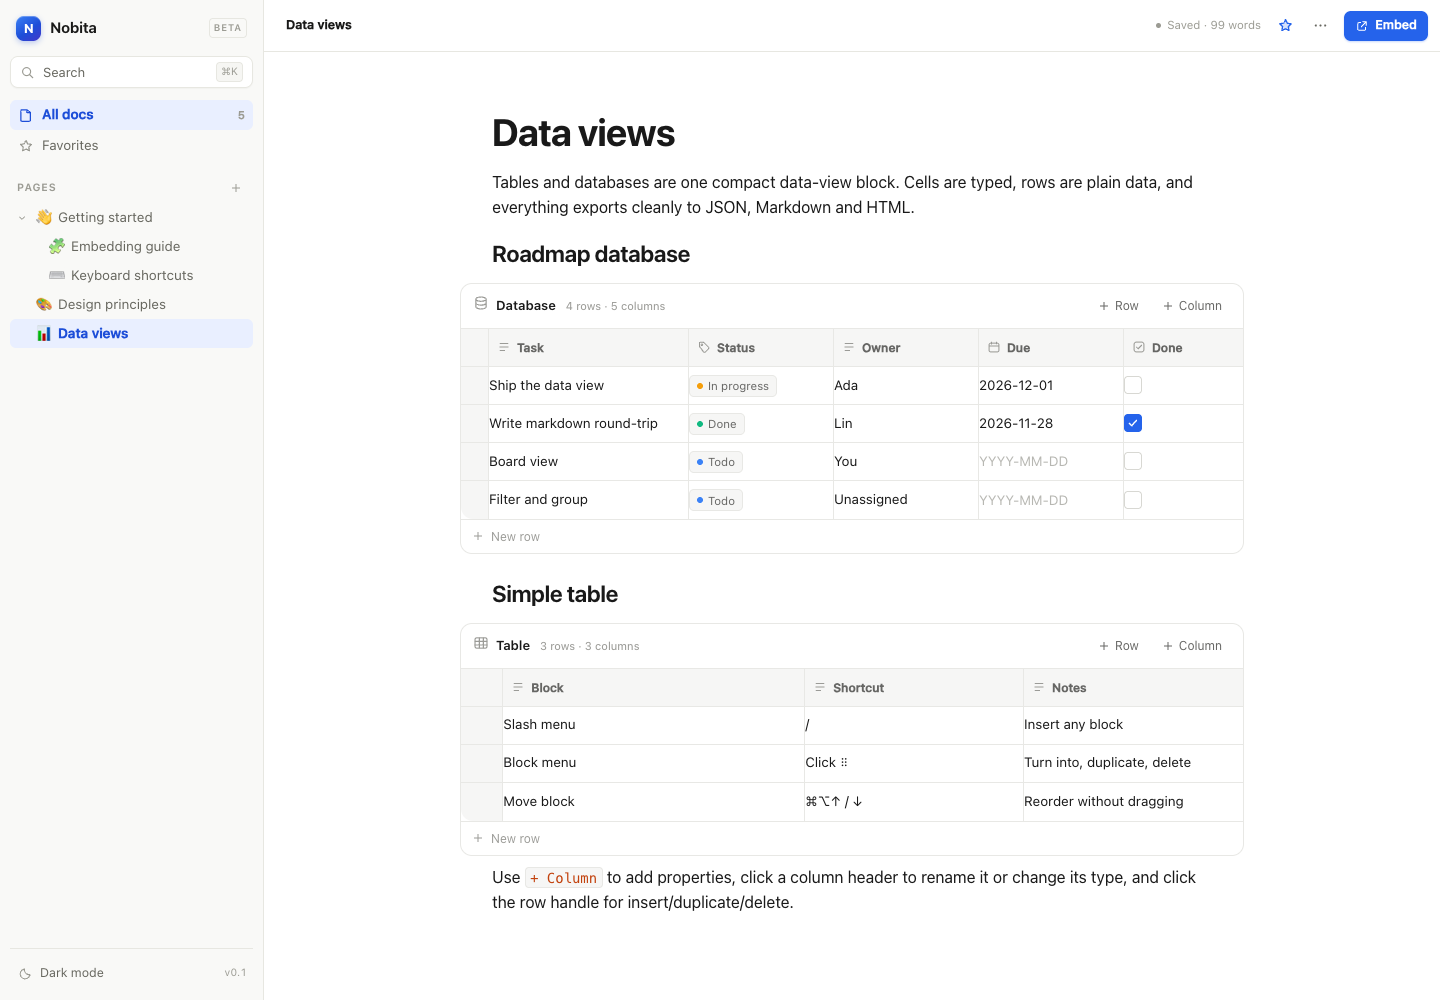 N Nobita BETA
Search ⌘K
All docs 5
Favorites
PAGES
Getting started
Embedding guide
Keyboard shortcuts
Design principles
Data views
Dark mode v0.1
Data views
Saved · 99 words
Embed
Data views
Tables and databases are one compact data-view block. Cells are typed, rows are plain data, and
everything exports cleanly to JSON, Markdown and HTML.
Roadmap database
Database 4 rows · 5 columns + Row + Column
Task Status Owner Due Done
Ship the data view In progress Ada 2026-12-01
Write markdown round-trip Done Lin 2026-11-28
Board view Todo You YYYY-MM-DD
Filter and group Todo Unassigned YYYY-MM-DD
+ New row
Simple table
Table 3 rows · 3 columns + Row + Column
Block Shortcut Notes
Slash menu / Insert any block
Block menu Click ⠿ Turn into, duplicate, delete
Move block ⌘⌥↑ / ↓ Reorder without dragging
+ New row
Use + Column to add properties, click a column header to rename it or change its type, and click
the row handle for insert/duplicate/delete.